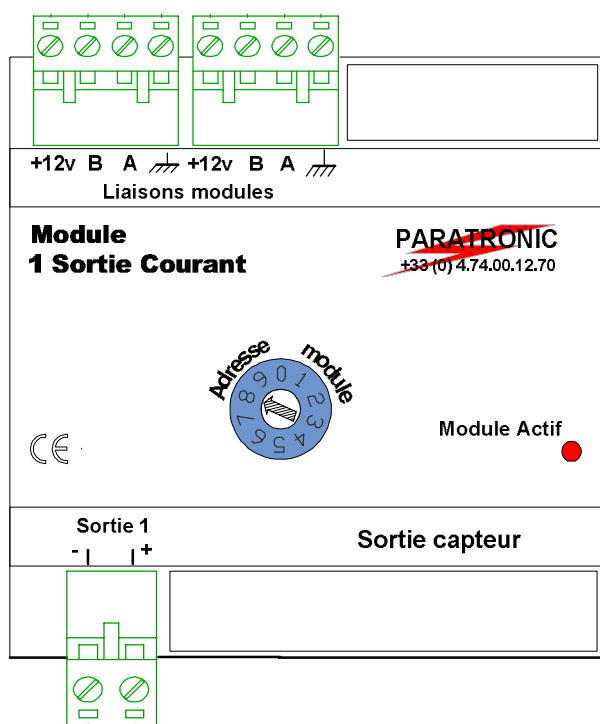 +12v B A +12v B A
Liaisons modules
Module
1 Sortie Courant
PARATRONIC
+33 (0) 4.74.00.12.70
Adresse module
0 1 2 3 4 5 6 7 8 9
Module Actif
CE
Sortie 1
- +
Sortie capteur